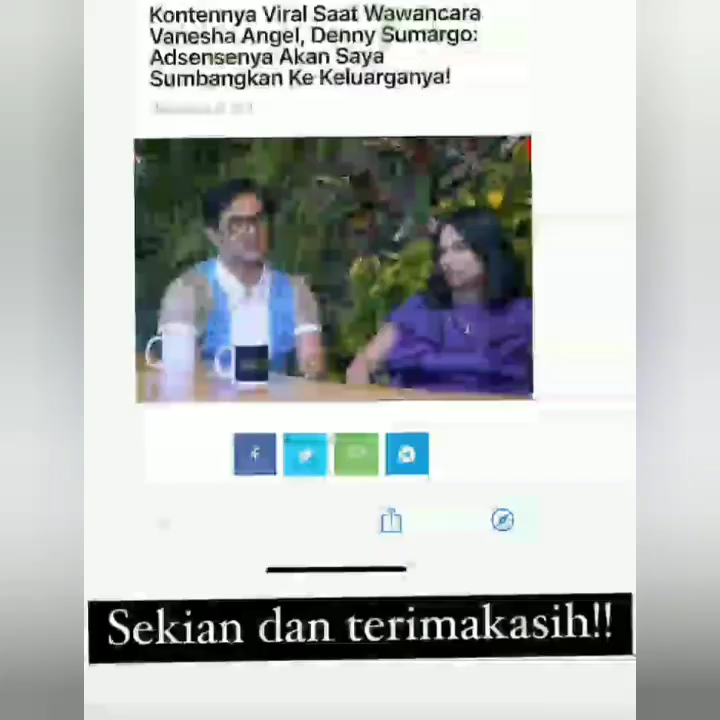 Kontennya Viral Saat Wawancara
Vanesha Angel, Denny Sumargo:
Adsensenya Akan Saya
Sumbangkan Ke Keluarganya!
Sekian dan terimakasih!!